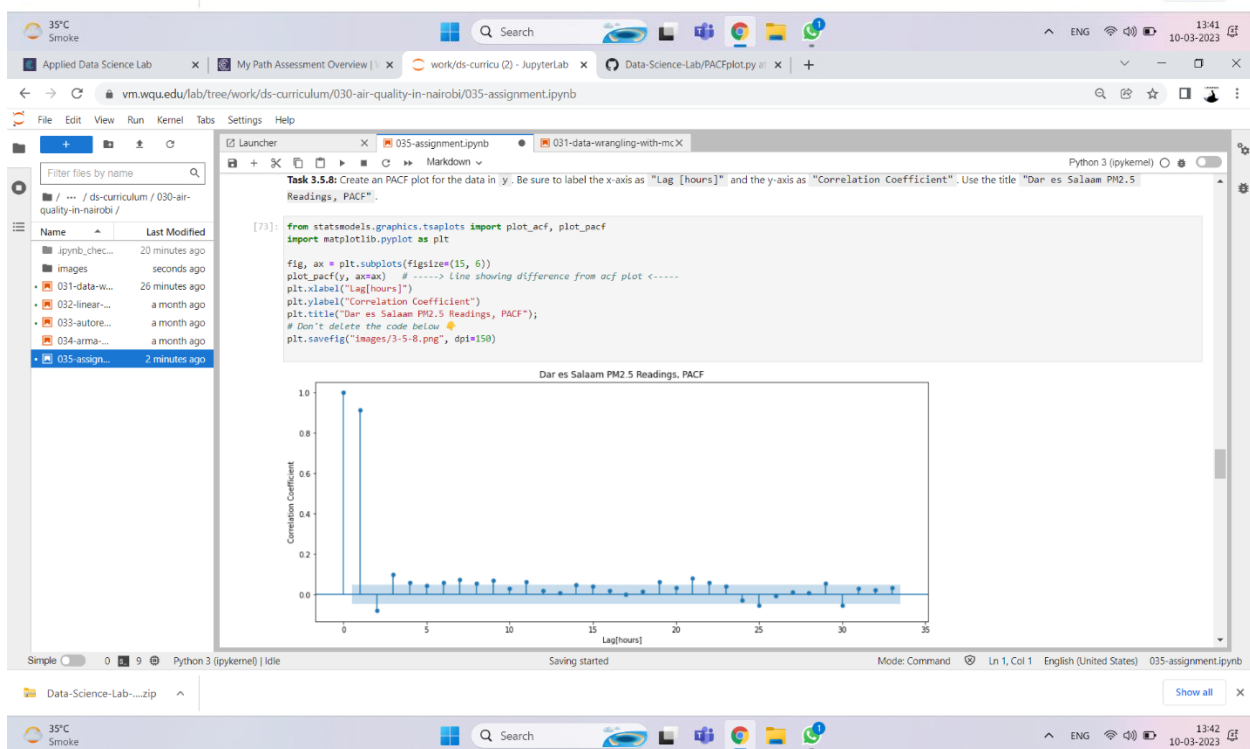 35°C
Smoke
Search
ENG
13:41
10-03-2023
Applied Data Science Lab
My Path Assessment Overview |
work/ds-curricu (2) - JupyterLab
Data-Science-Lab/PACFplot.py at
vm.wqu.edu/lab/tree/work/ds-curriculum/030-air-quality-in-nairobi/035-assignment.ipynb
File Edit View Run Kernel Tabs Settings Help
Launcher
035-assignment.ipynb
031-data-wrangling-with-mc
Markdown
Python 3 (ipykernel)
Filter files by name
/ ··· / ds-curriculum / 030-air-
quality-in-nairobi /
Name Last Modified
.ipynb_chec... 20 minutes ago
images seconds ago
031-data-w... 26 minutes ago
032-linear-... a month ago
033-autore... a month ago
034-arma-... a month ago
035-assign... 2 minutes ago
Task 3.5.8: Create an PACF plot for the data in y . Be sure to label the x-axis as "Lag [hours]" and the y-axis as "Correlation Coefficient" . Use the title "Dar es Salaam PM2.5
Readings, PACF" .
[73]: from statsmodels.graphics.tsaplots import plot_acf, plot_pacf
import matplotlib.pyplot as plt
fig, ax = plt.subplots(figsize=(15, 6))
plot_pacf(y, ax=ax) # -----> line showing difference from acf plot <-----
plt.xlabel("Lag[hours]")
plt.ylabel("Correlation Coefficient")
plt.title("Dar es Salaam PM2.5 Readings, PACF");
# Don't delete the code below 👇
plt.savefig("images/3-5-8.png", dpi=150)
Dar es Salaam PM2.5 Readings, PACF
1.0
0.8
0.6
0.4
0.2
0.0
Correlation Coefficient
0 5 10 15 20 25 30 35
Lag[hours]
Simple 0 9 Python 3 (ipykernel) | Idle
Saving started
Mode: Command Ln 1, Col 1 English (United States) 035-assignment.ipynb
Data-Science-Lab-....zip
Show all
35°C
Smoke
Search
ENG
13:42
10-03-2023